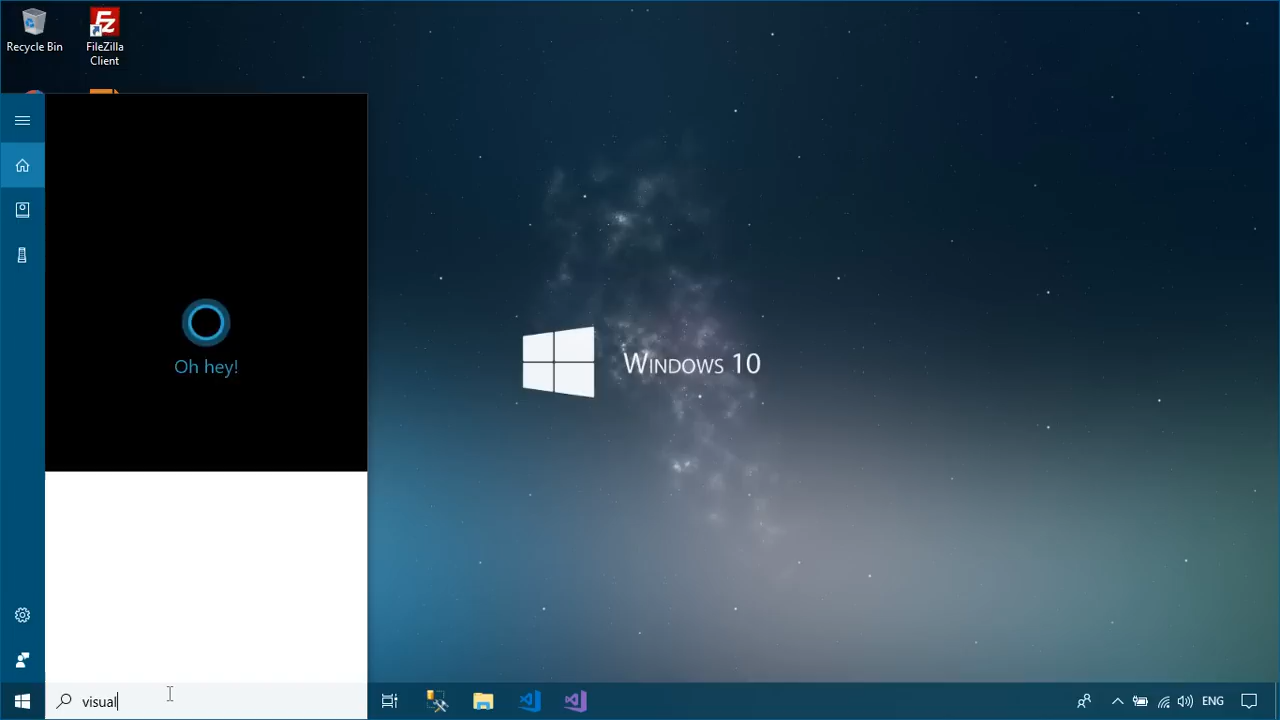 Recycle Bin
FileZilla
Client
Oh hey!
Windows 10
visual
ENG